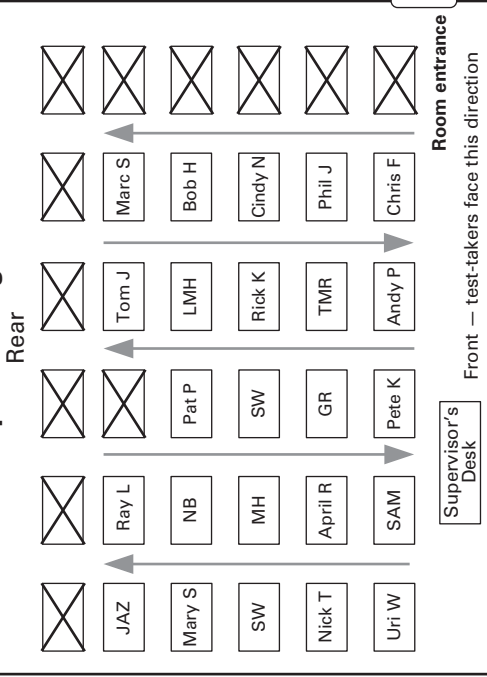 Rear
JAZ
Ray L
Tom J
Marc S
Mary S
NB
Pat P
LMH
Bob H
SW
MH
SW
Rick K
Cindy N
Nick T
April R
GR
TMR
Phil J
Uri W
SAM
Pete K
Andy P
Chris F
Supervisor's
Desk
Room entrance
Front — test-takers face this direction